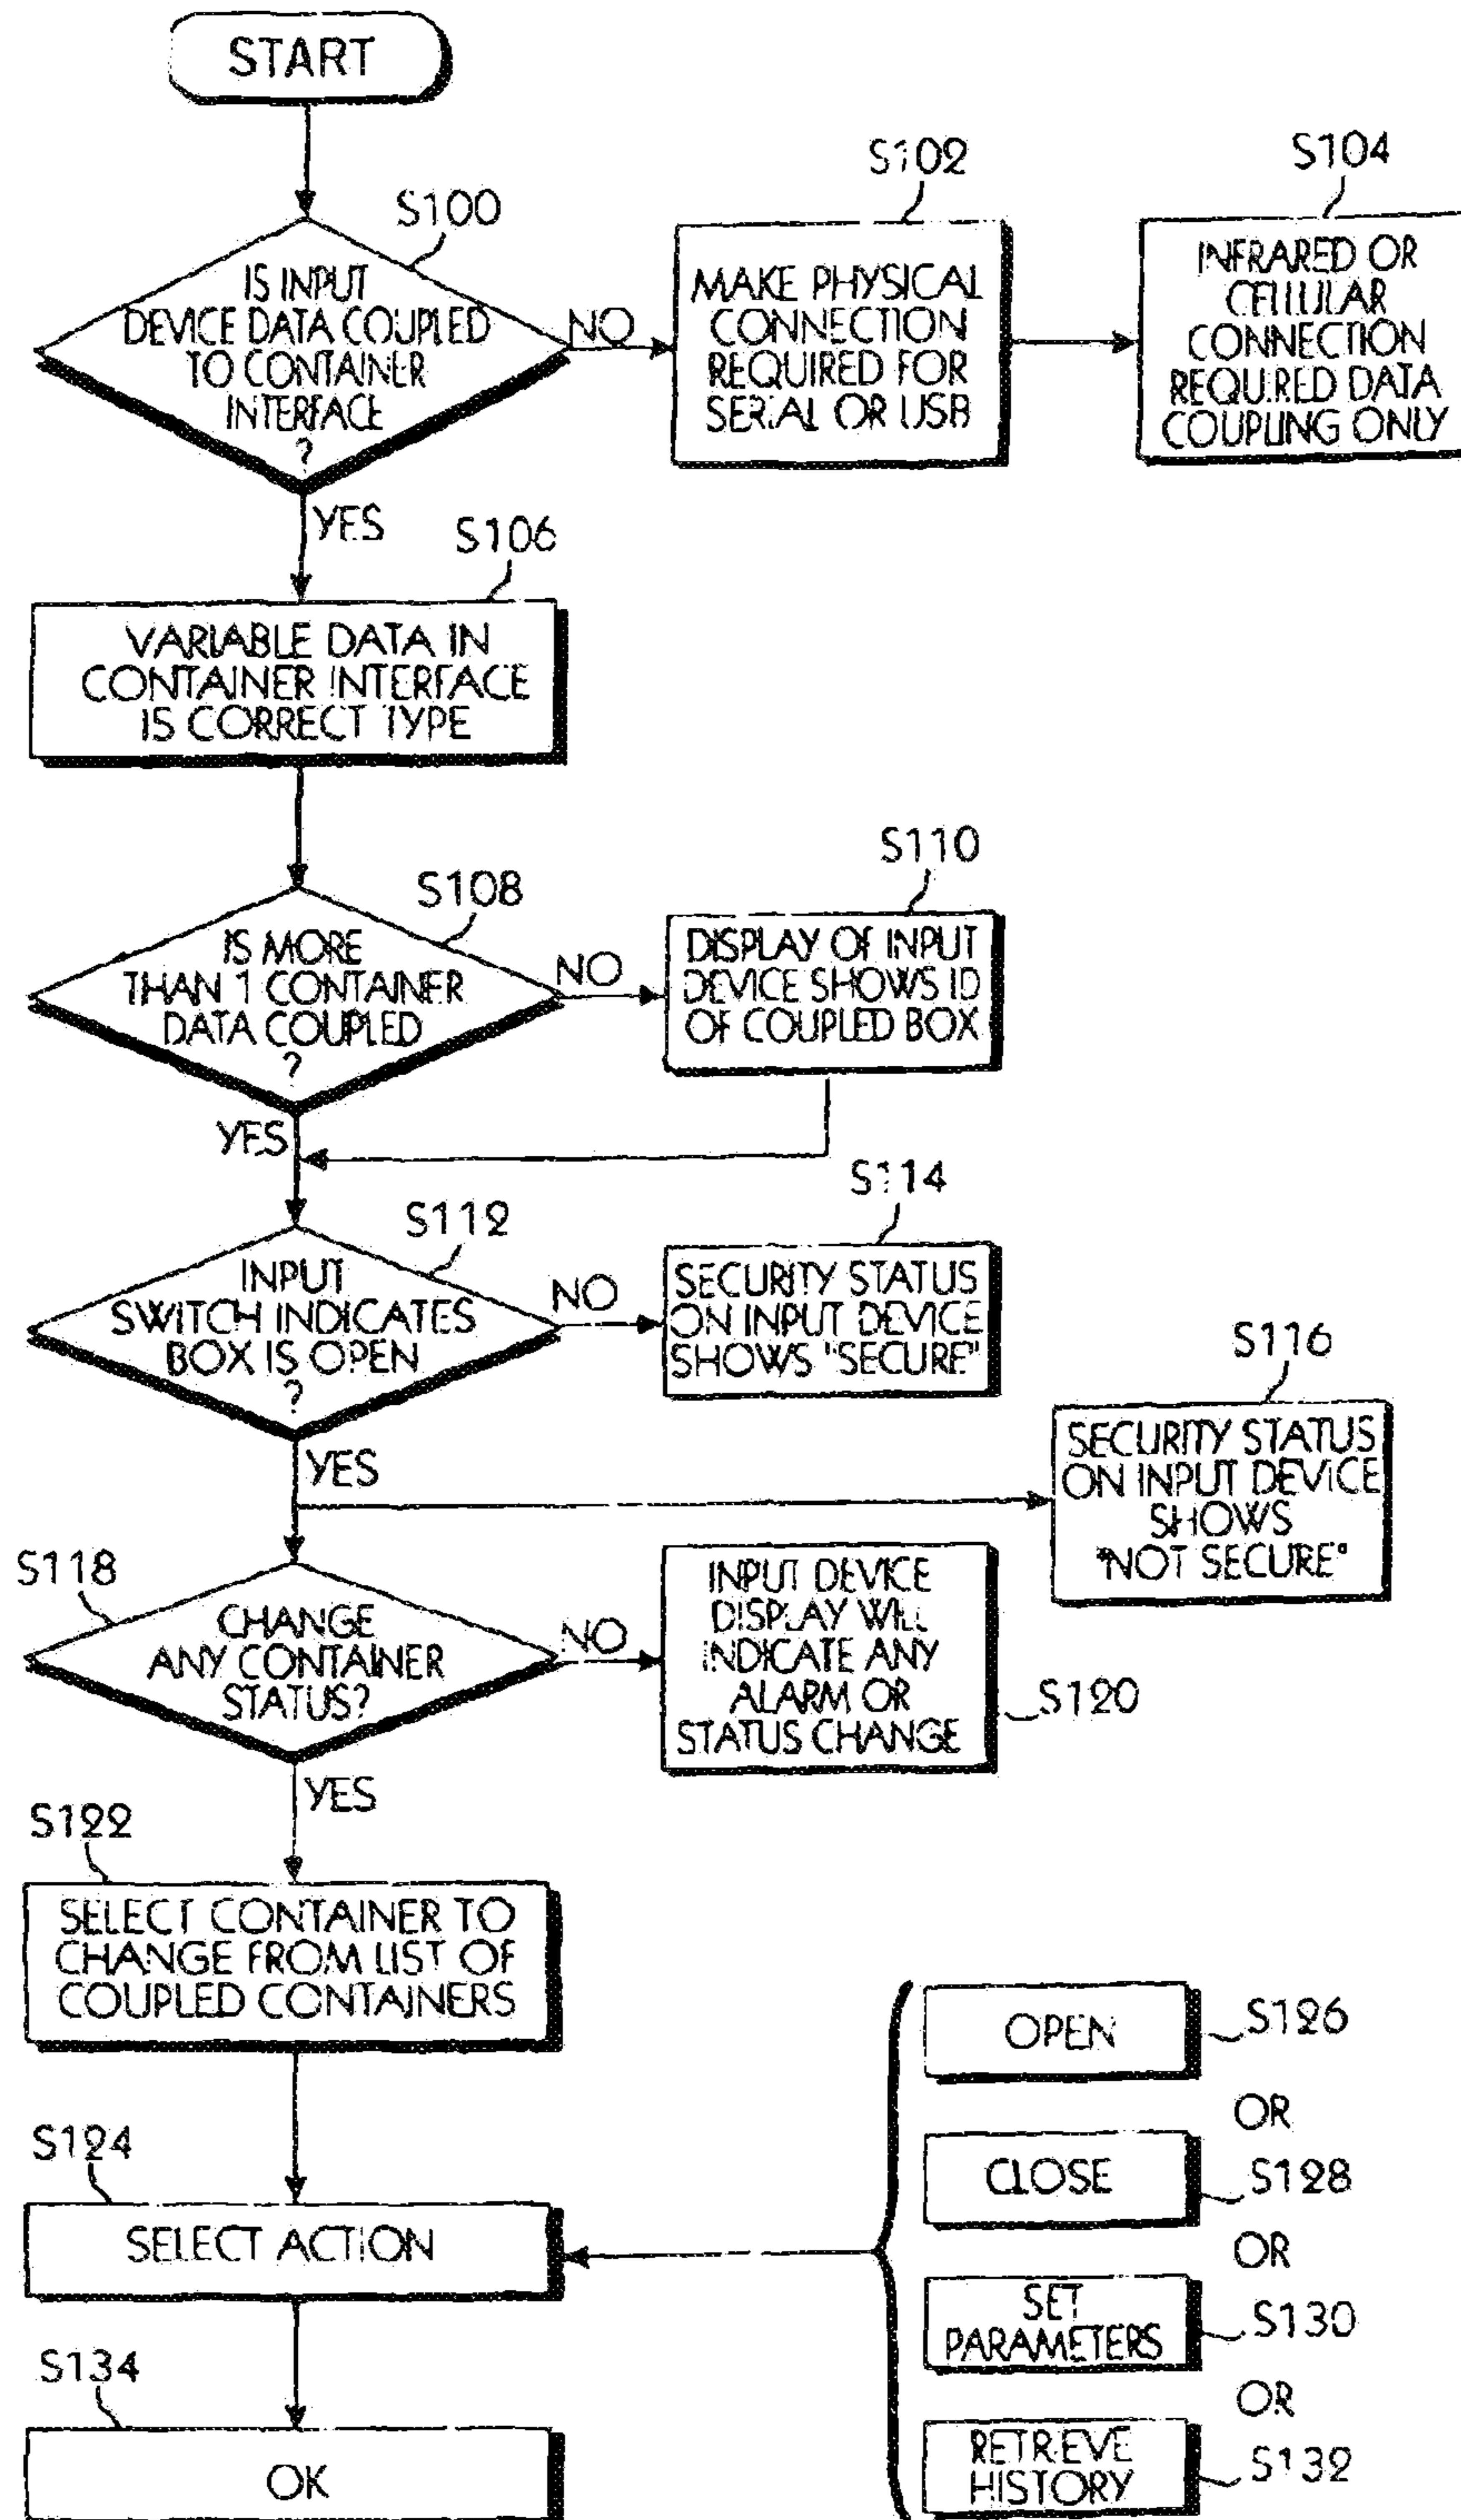 START
S100
IS INPUT
DEVICE DATA COUPLED
TO CONTAINER
INTERFACE
?
NO
S102
MAKE PHYSICAL
CONNECTION
REQUIRED FOR
SERIAL OR USB
S104
INFRARED OR
CELLULAR
CONNECTION
REQUIRED DATA
COUPLING ONLY
YES
S106
VARIABLE DATA IN
CONTAINER INTERFACE
IS CORRECT TYPE
S108
IS MORE
THAN 1 CONTAINER
DATA COUPLED
?
NO
S110
DISPLAY OF INPUT
DEVICE SHOWS ID
OF COUPLED BOX
YES
S112
INPUT
SWITCH INDICATES
BOX IS OPEN
?
NO
S114
SECURITY STATUS
ON INPUT DEVICE
SHOWS "SECURE"
YES
S116
SECURITY STATUS
ON INPUT DEVICE
SHOWS
"NOT SECURE"
S118
CHANGE
ANY CONTAINER
STATUS?
NO
INPUT DEVICE
DISPLAY WILL
INDICATE ANY
ALARM OR
STATUS CHANGE
S120
YES
S122
SELECT CONTAINER TO
CHANGE FROM LIST OF
COUPLED CONTAINERS
S124
SELECT ACTION
OPEN
S126
OR
CLOSE
S128
OR
SET
PARAMETERS
S130
OR
RETRIEVE
HISTORY
S132
S134
OK